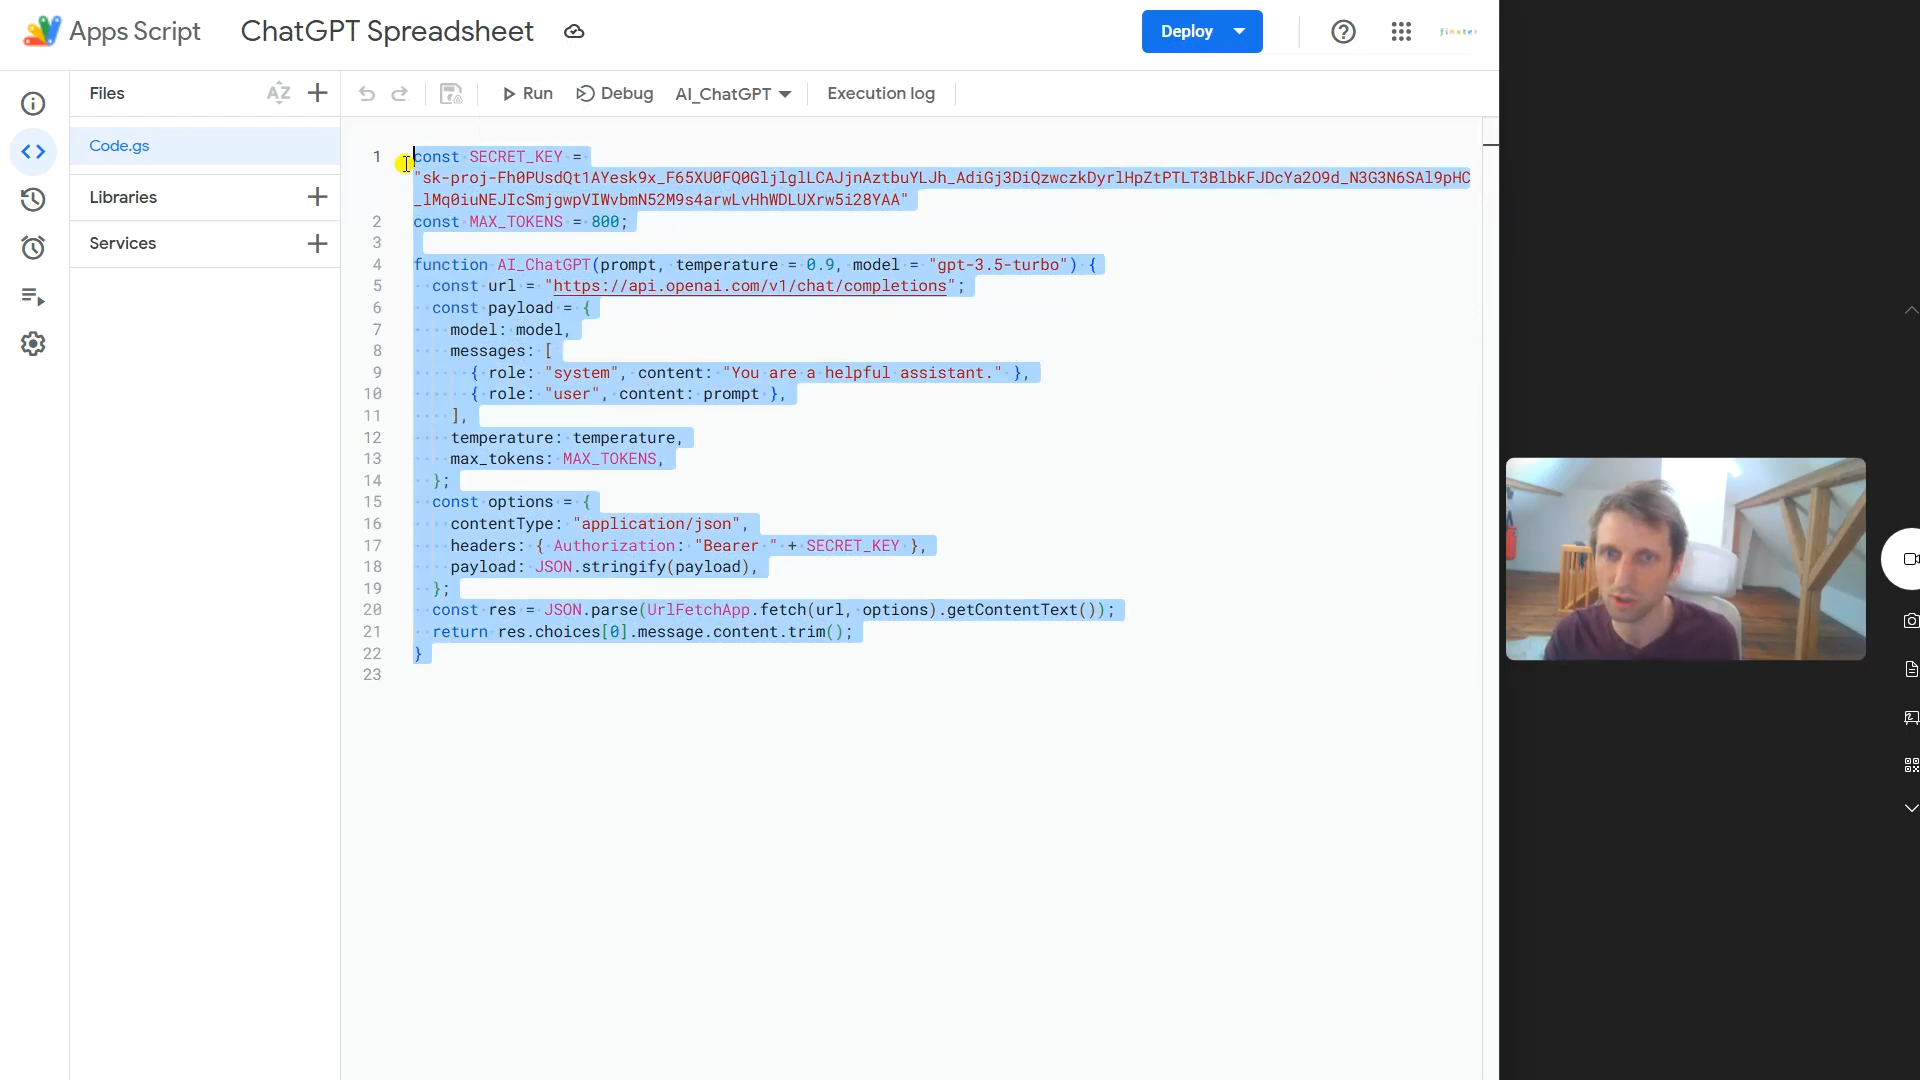 Apps Script
ChatGPT Spreadsheet
Deploy
finster
Files
AZ
Run
Debug
AI_ChatGPT
Execution log
Code.gs
Libraries
Services
1 const SECRET_KEY =
2 const MAX_TOKENS = 800;
3
4 function AI_ChatGPT(prompt, temperature = 0.9, model = "gpt-3.5-turbo") {
5 const url = "https://api.openai.com/v1/chat/completions";
6 const payload = {
7 model: model,
8 messages: [
9 { role: "system", content: "You are a helpful assistant." },
10 { role: "user", content: prompt },
11 ],
12 temperature: temperature,
13 max_tokens: MAX_TOKENS,
14 };
15 const options = {
16 contentType: "application/json",
17 headers: { Authorization: "Bearer " + SECRET_KEY },
18 payload: JSON.stringify(payload),
19 };
20 const res = JSON.parse(UrlFetchApp.fetch(url, options).getContentText());
21 return res.choices[0].message.content.trim();
22 }
23